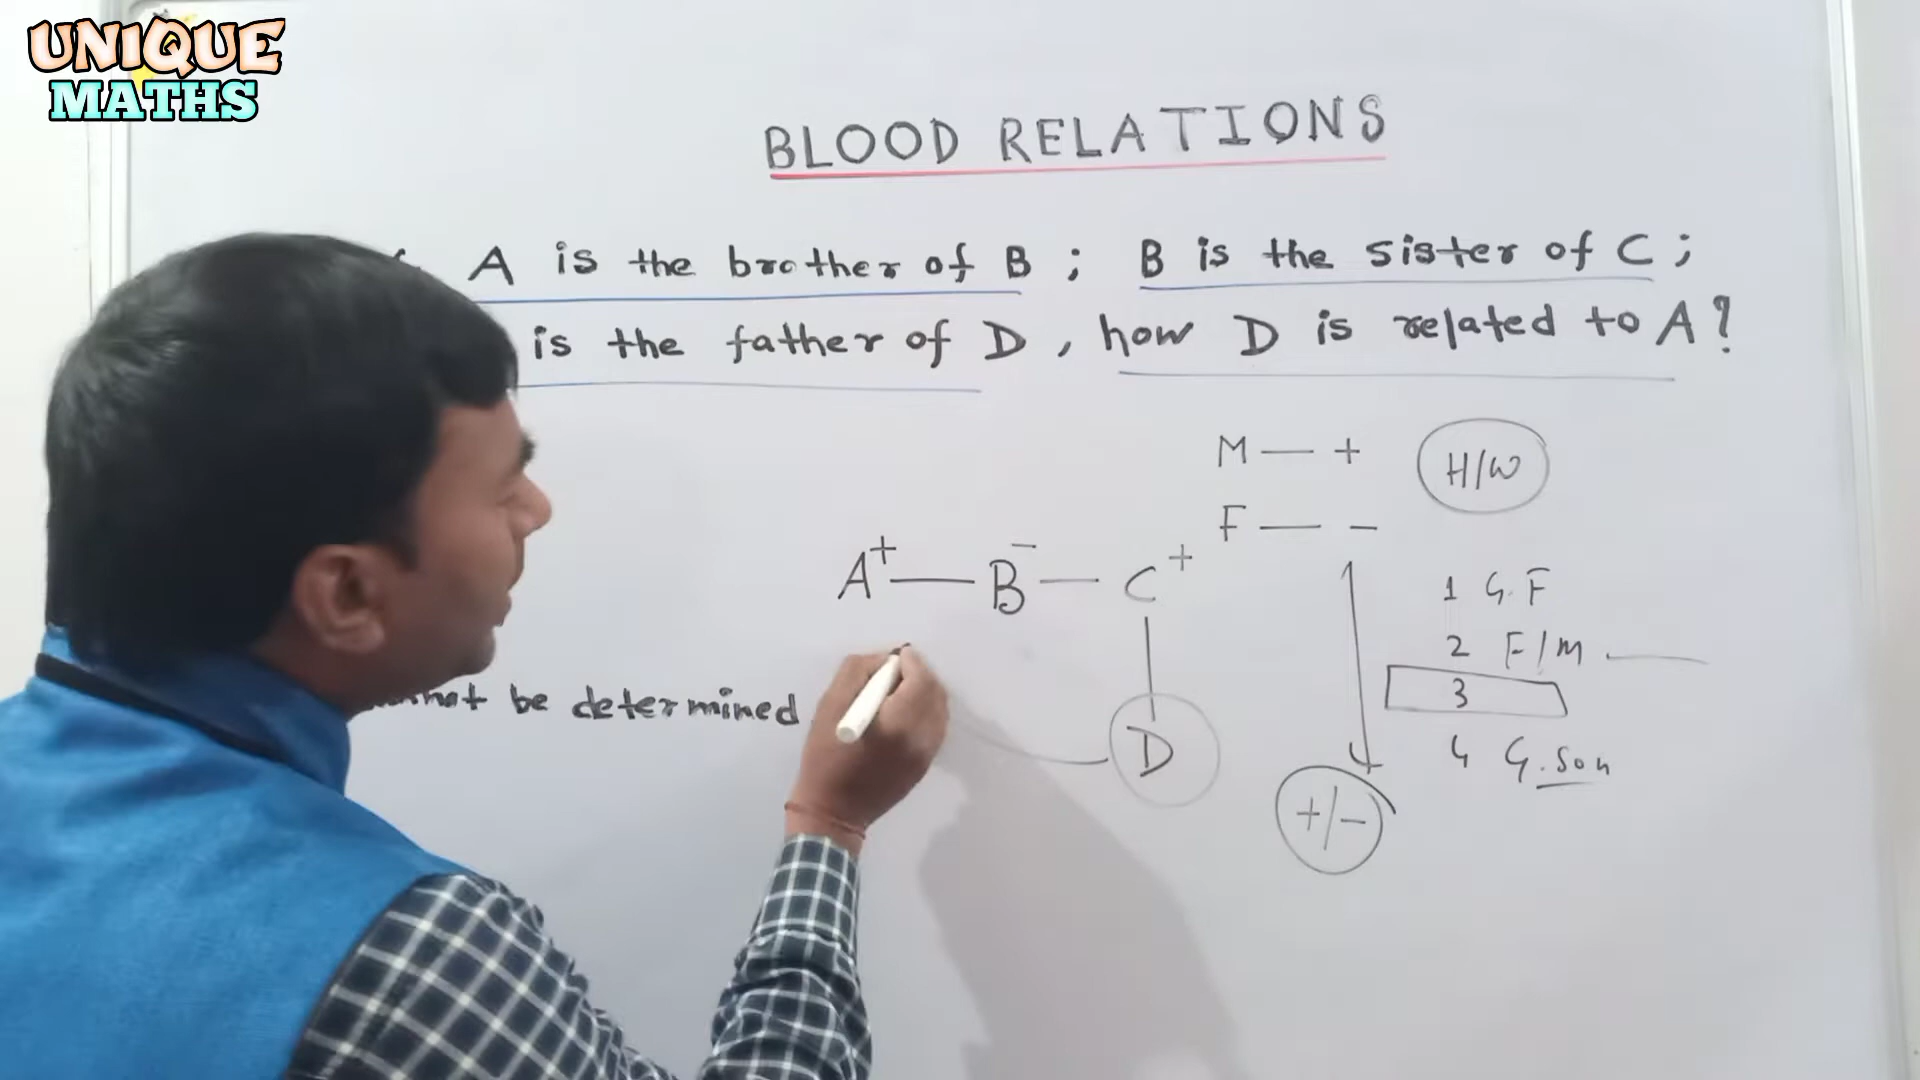 UNIQUE
MATHS
BLOOD RELATIONS
A is the brother of B ; B is the sister of C ;
is the father of D , how D is related to A ?
M — +
H/W
F — -
A+ — B- — C+
1 G.F
2 F/M
3
be determined
D
4 G.son
+/-